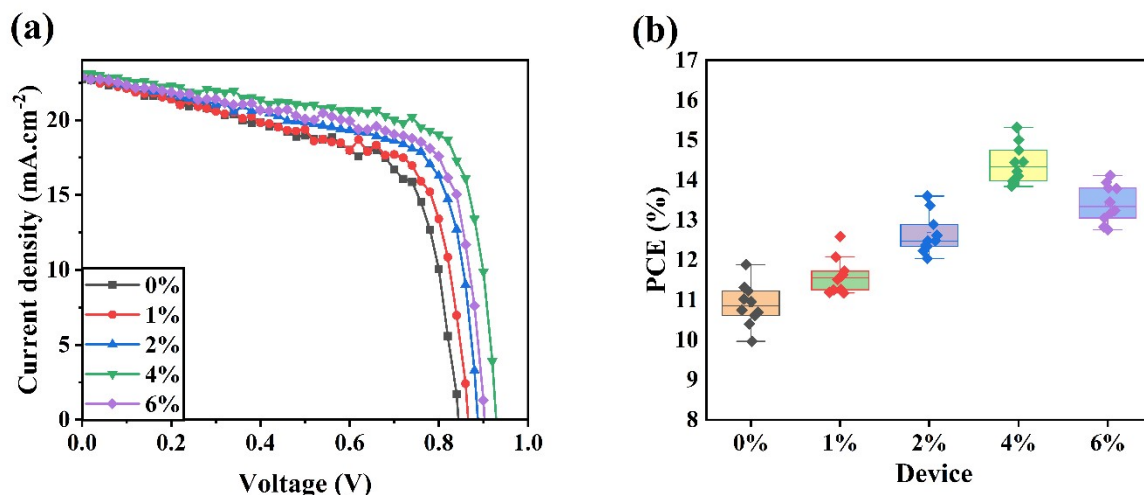 (a)
Current density (mA.cm⁻²)
20
15
10
5
0
0%
1%
2%
4%
6%
0.0 0.2 0.4 0.6 0.8 1.0
Voltage (V)
(b)
PCE (%)
17
16
15
14
13
12
11
10
9
8
0% 1% 2% 4% 6%
Device